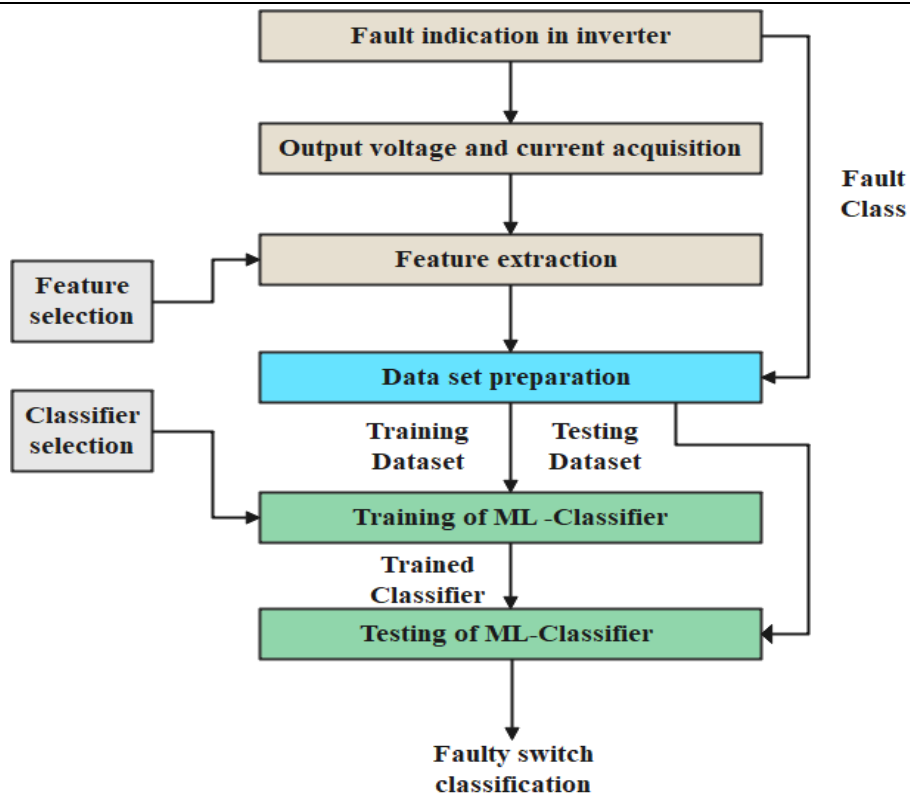 Fault indication in inverter
Output voltage and current acquisition
Fault
Class
Feature extraction
Feature
selection
Data set preparation
Classifier
selection
Training
Dataset
Testing
Dataset
Training of ML -Classifier
Trained
Classifier
Testing of ML-Classifier
Faulty switch
classification